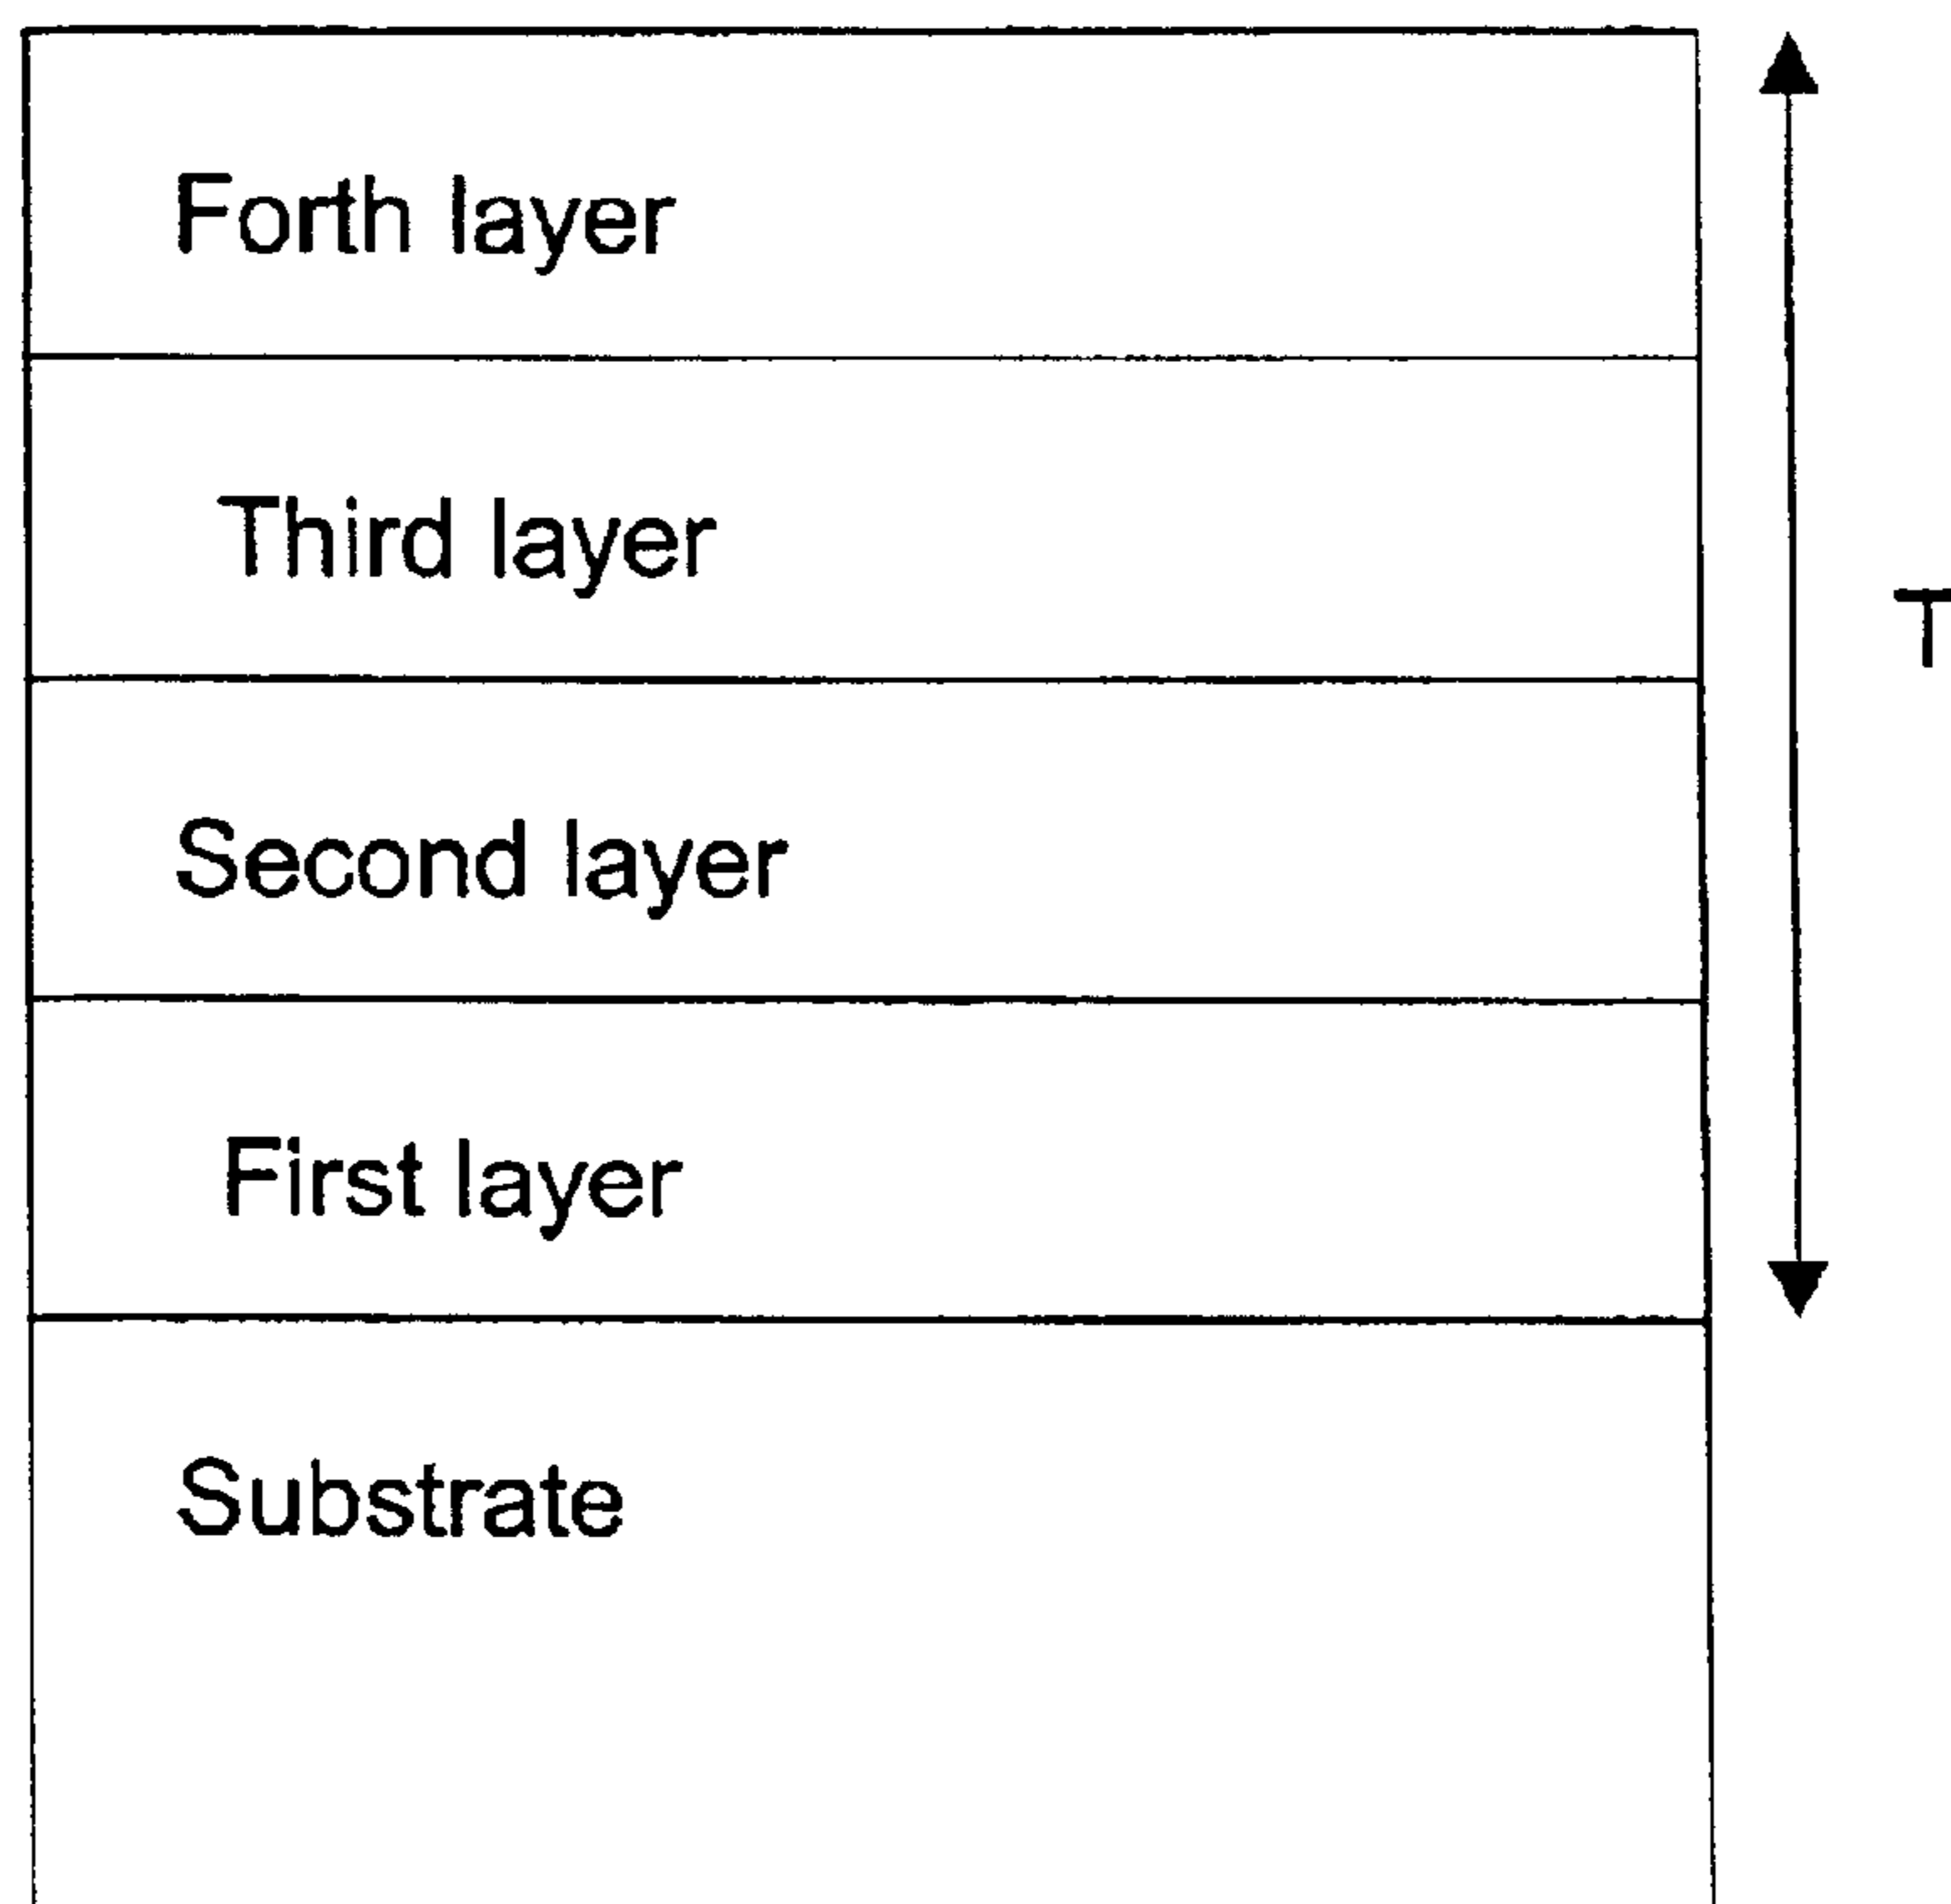 Forth layer
Third layer
T
Second layer
First layer
Substrate